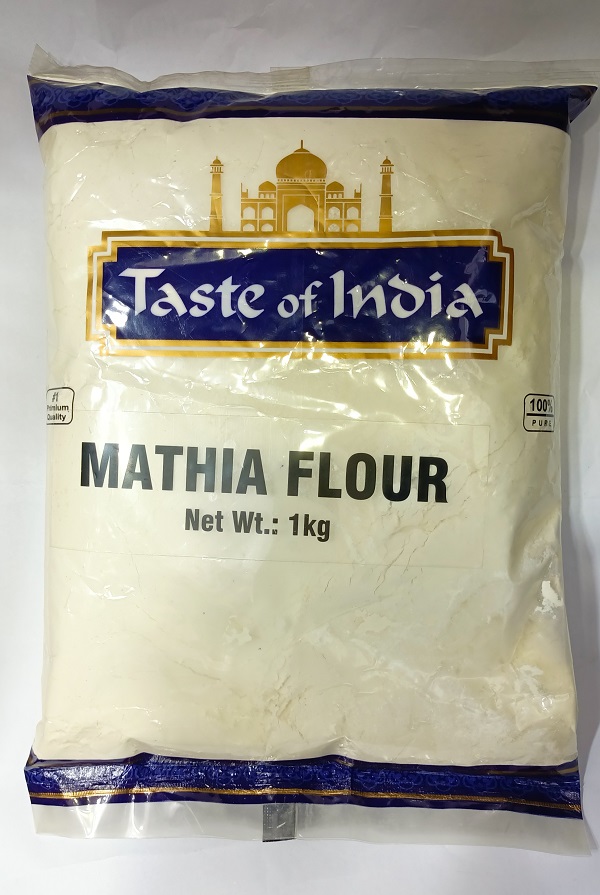 Taste of India
#1
Premium
Quality
100%
PURE
MATHIA FLOUR
Net Wt.: 1kg